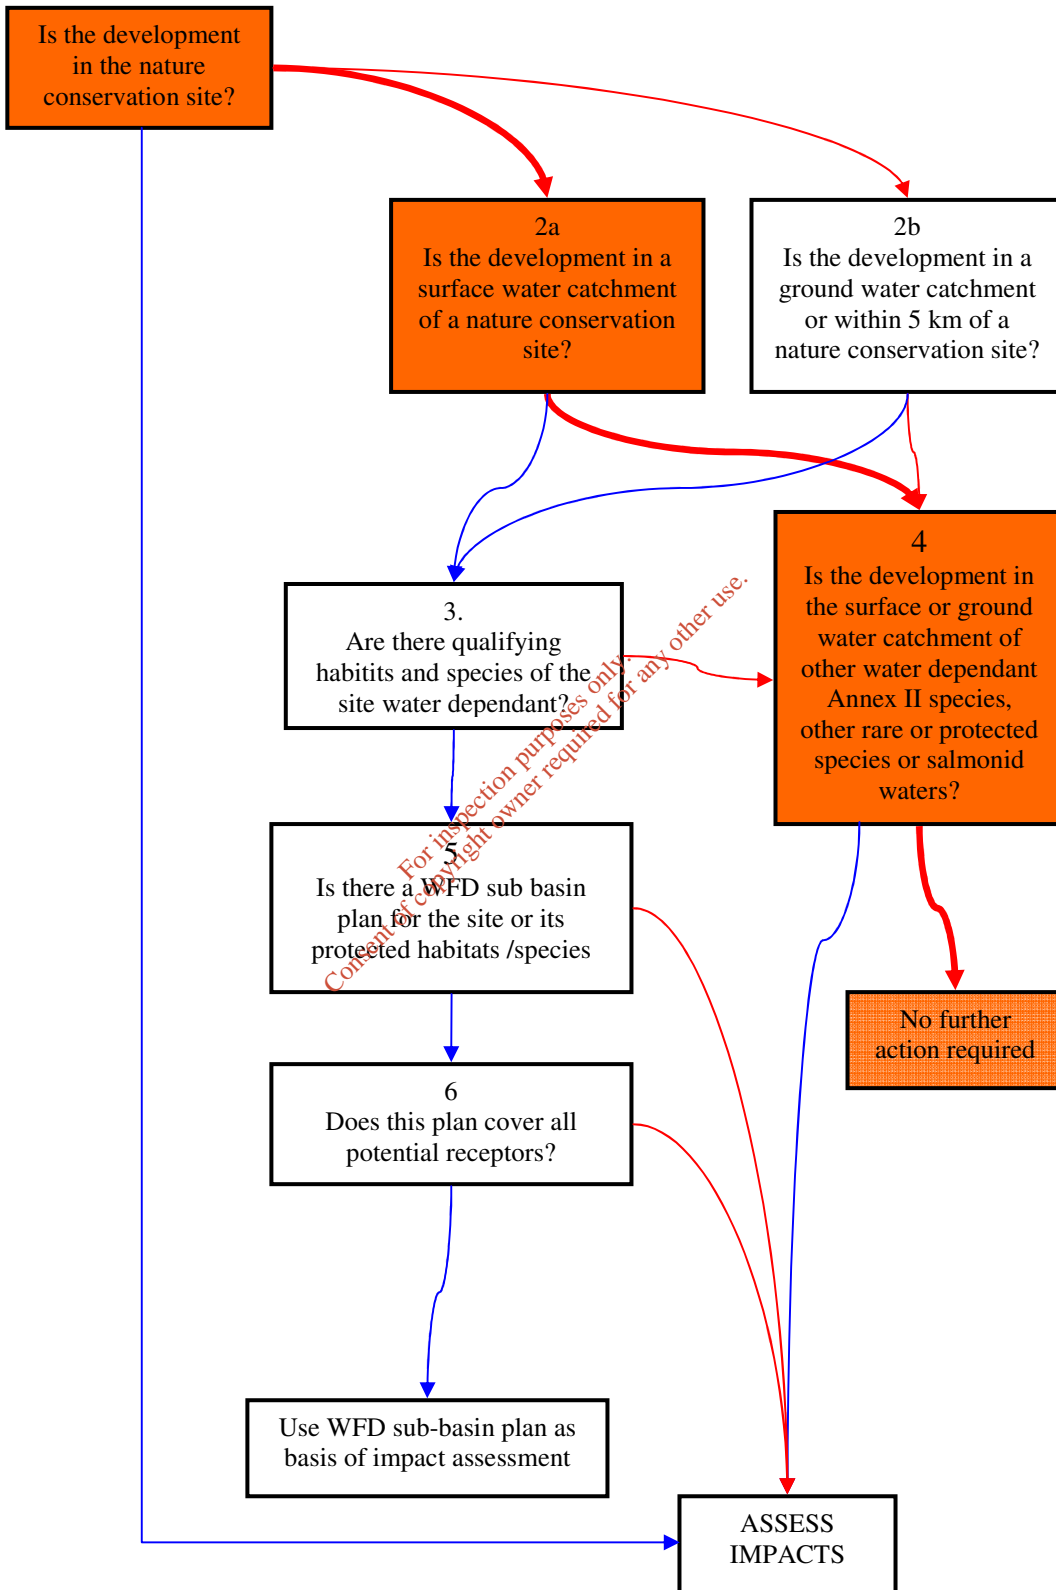 Is the development
in the nature
conservation site?
2a
Is the development in a
surface water catchment
of a nature conservation
site?
2b
Is the development in a
ground water catchment
or within 5 km of a
nature conservation site?
3.
Are there qualifying
habitits and species of the
site water dependant?
4
Is the development in
the surface or ground
water catchment of
other water dependant
Annex II species,
other rare or protected
species or salmonid
waters?
For inspection purposes only.
Consent of copyright owner required for any other use.
5
Is there a WFD sub basin
plan for the site or its
protected habitats /species
No further
action required
6
Does this plan cover all
potential receptors?
Use WFD sub-basin plan as
basis of impact assessment
ASSESS
IMPACTS